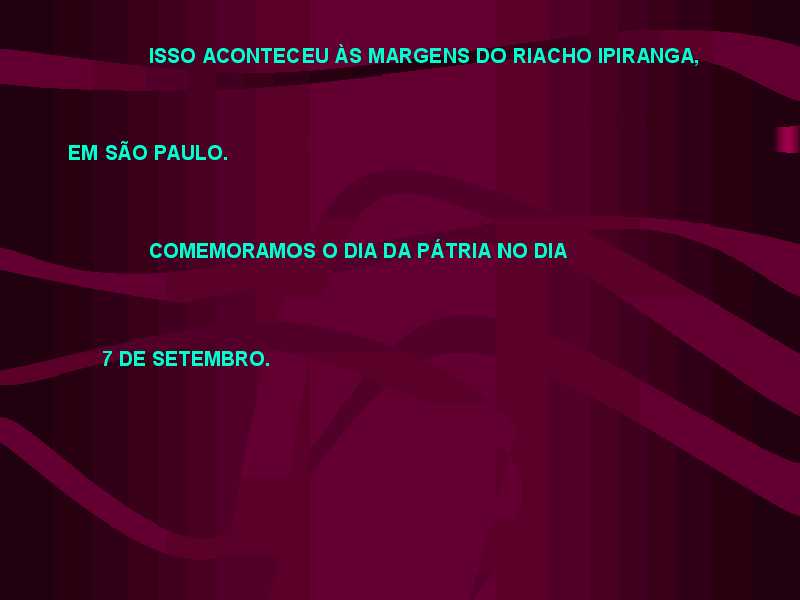 ISSO ACONTECEU ÀS MARGENS DO RIACHO IPIRANGA,
EM SÃO PAULO.
COMEMORAMOS O DIA DA PÁTRIA NO DIA
7 DE SETEMBRO.